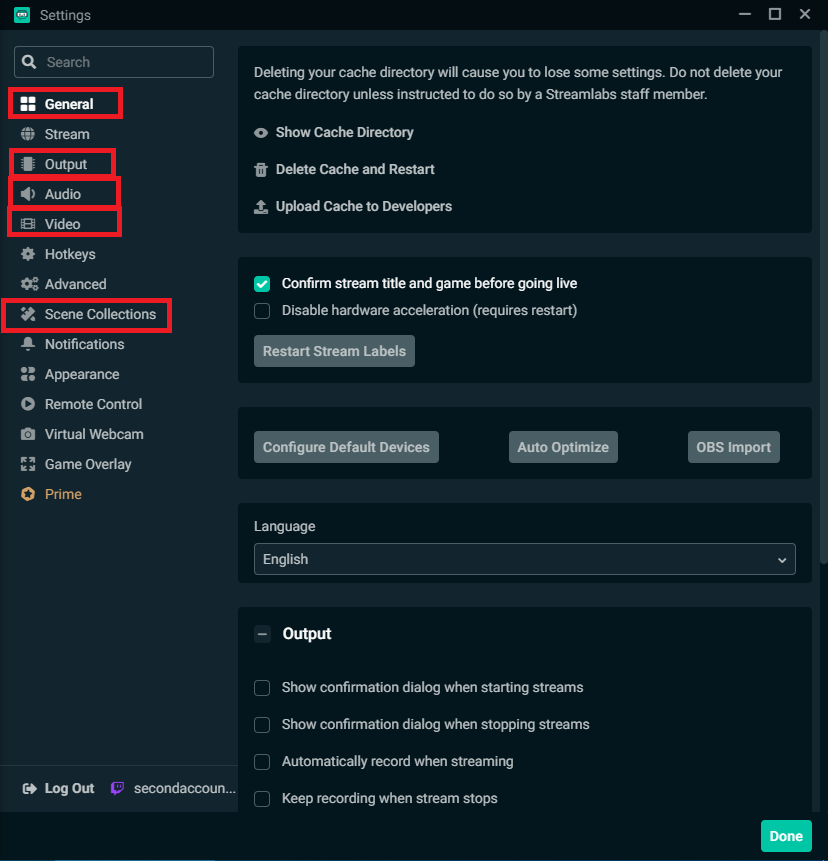 Settings
Search
General
Stream
Output
Audio
Video
Hotkeys
Advanced
Scene Collections
Notifications
Appearance
Remote Control
Virtual Webcam
Game Overlay
Prime
Log Out
secondaccoun...
Deleting your cache directory will cause you to lose some settings. Do not delete your
cache directory unless instructed to do so by a Streamlabs staff member.
Show Cache Directory
Delete Cache and Restart
Upload Cache to Developers
Confirm stream title and game before going live
Disable hardware acceleration (requires restart)
Restart Stream Labels
Configure Default Devices
Auto Optimize
OBS Import
Language
English
Output
Show confirmation dialog when starting streams
Show confirmation dialog when stopping streams
Automatically record when streaming
Keep recording when stream stops
Done